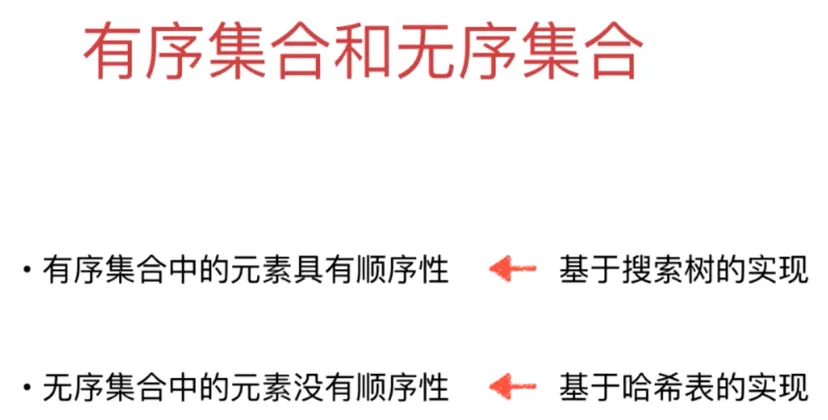 有序集合和无序集合
·有序集合中的元素具有顺序性 基于搜索树的实现
·无序集合中的元素没有顺序性 基于哈希表的实现